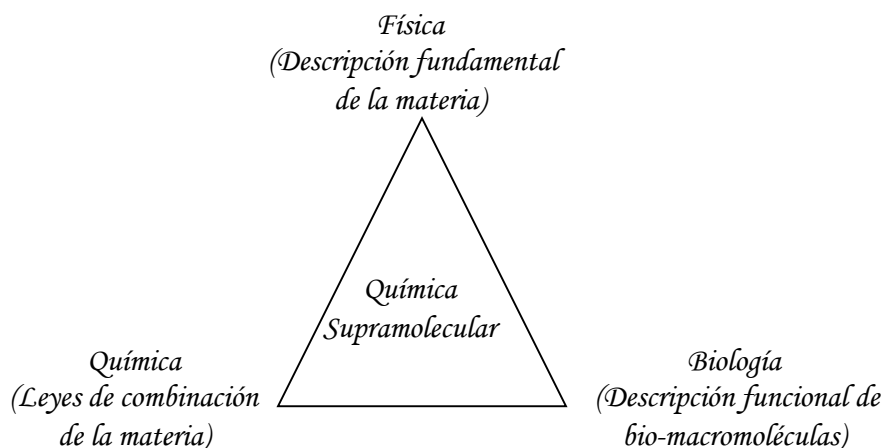 Física
(Descripción fundamental
de la materia)
Química
Supramolecular
Química
(Leyes de combinación
de la materia)
Biología
(Descripción funcional de
bio-macromoléculas)